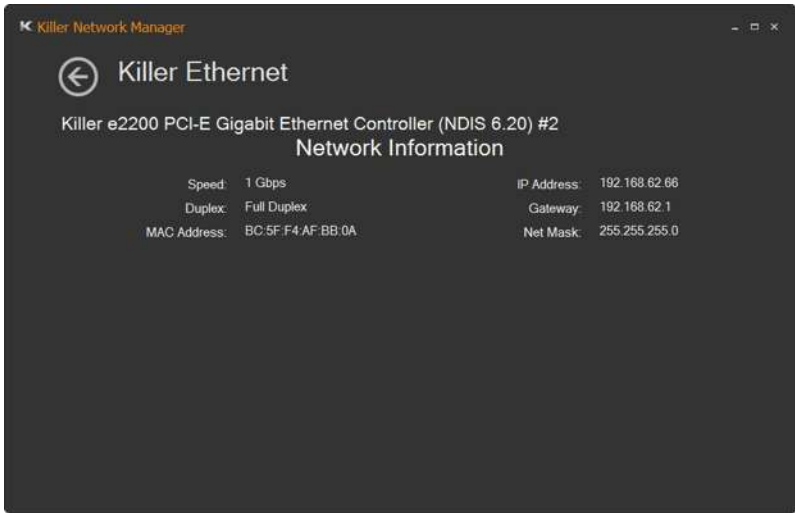 Killer Network Manager
Killer Ethernet
Killer e2200 PCI-E Gigabit Ethernet Controller (NDIS 6.20) #2
Network Information
Speed: 1 Gbps IP Address: 192.168.62.66
Duplex: Full Duplex Gateway: 192.168.62.1
MAC Address: BC:5F:F4:AF:BB:0A Net Mask: 255.255.255.0